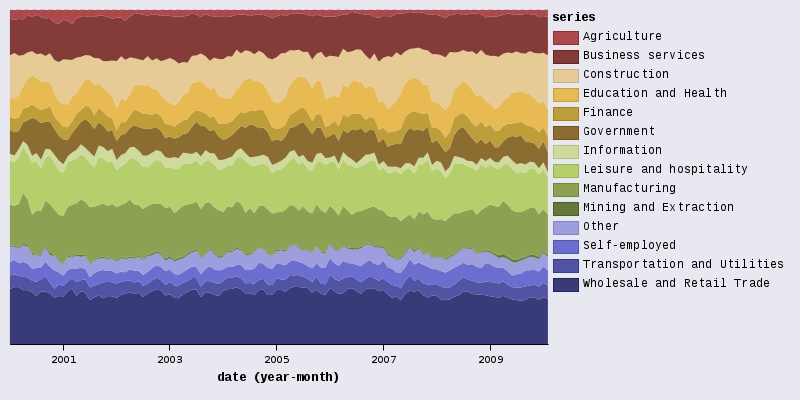 series
Agriculture
Business services
Construction
Education and Health
Finance
Government
Information
Leisure and hospitality
Manufacturing
Mining and Extraction
Other
Self-employed
Transportation and Utilities
Wholesale and Retail Trade
2001 2003 2005 2007 2009
date (year-month)